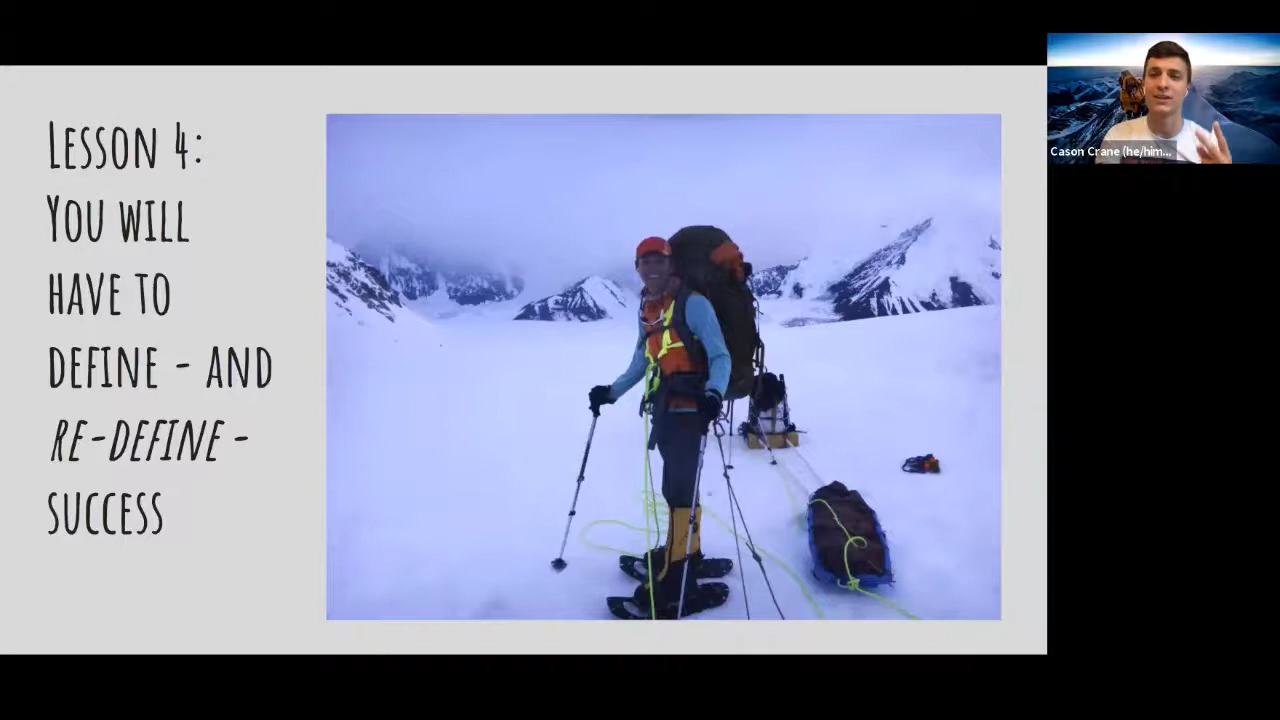 Lesson 4:
You will
have to
define - and
re-define -
success
Cason Crane (he/him...